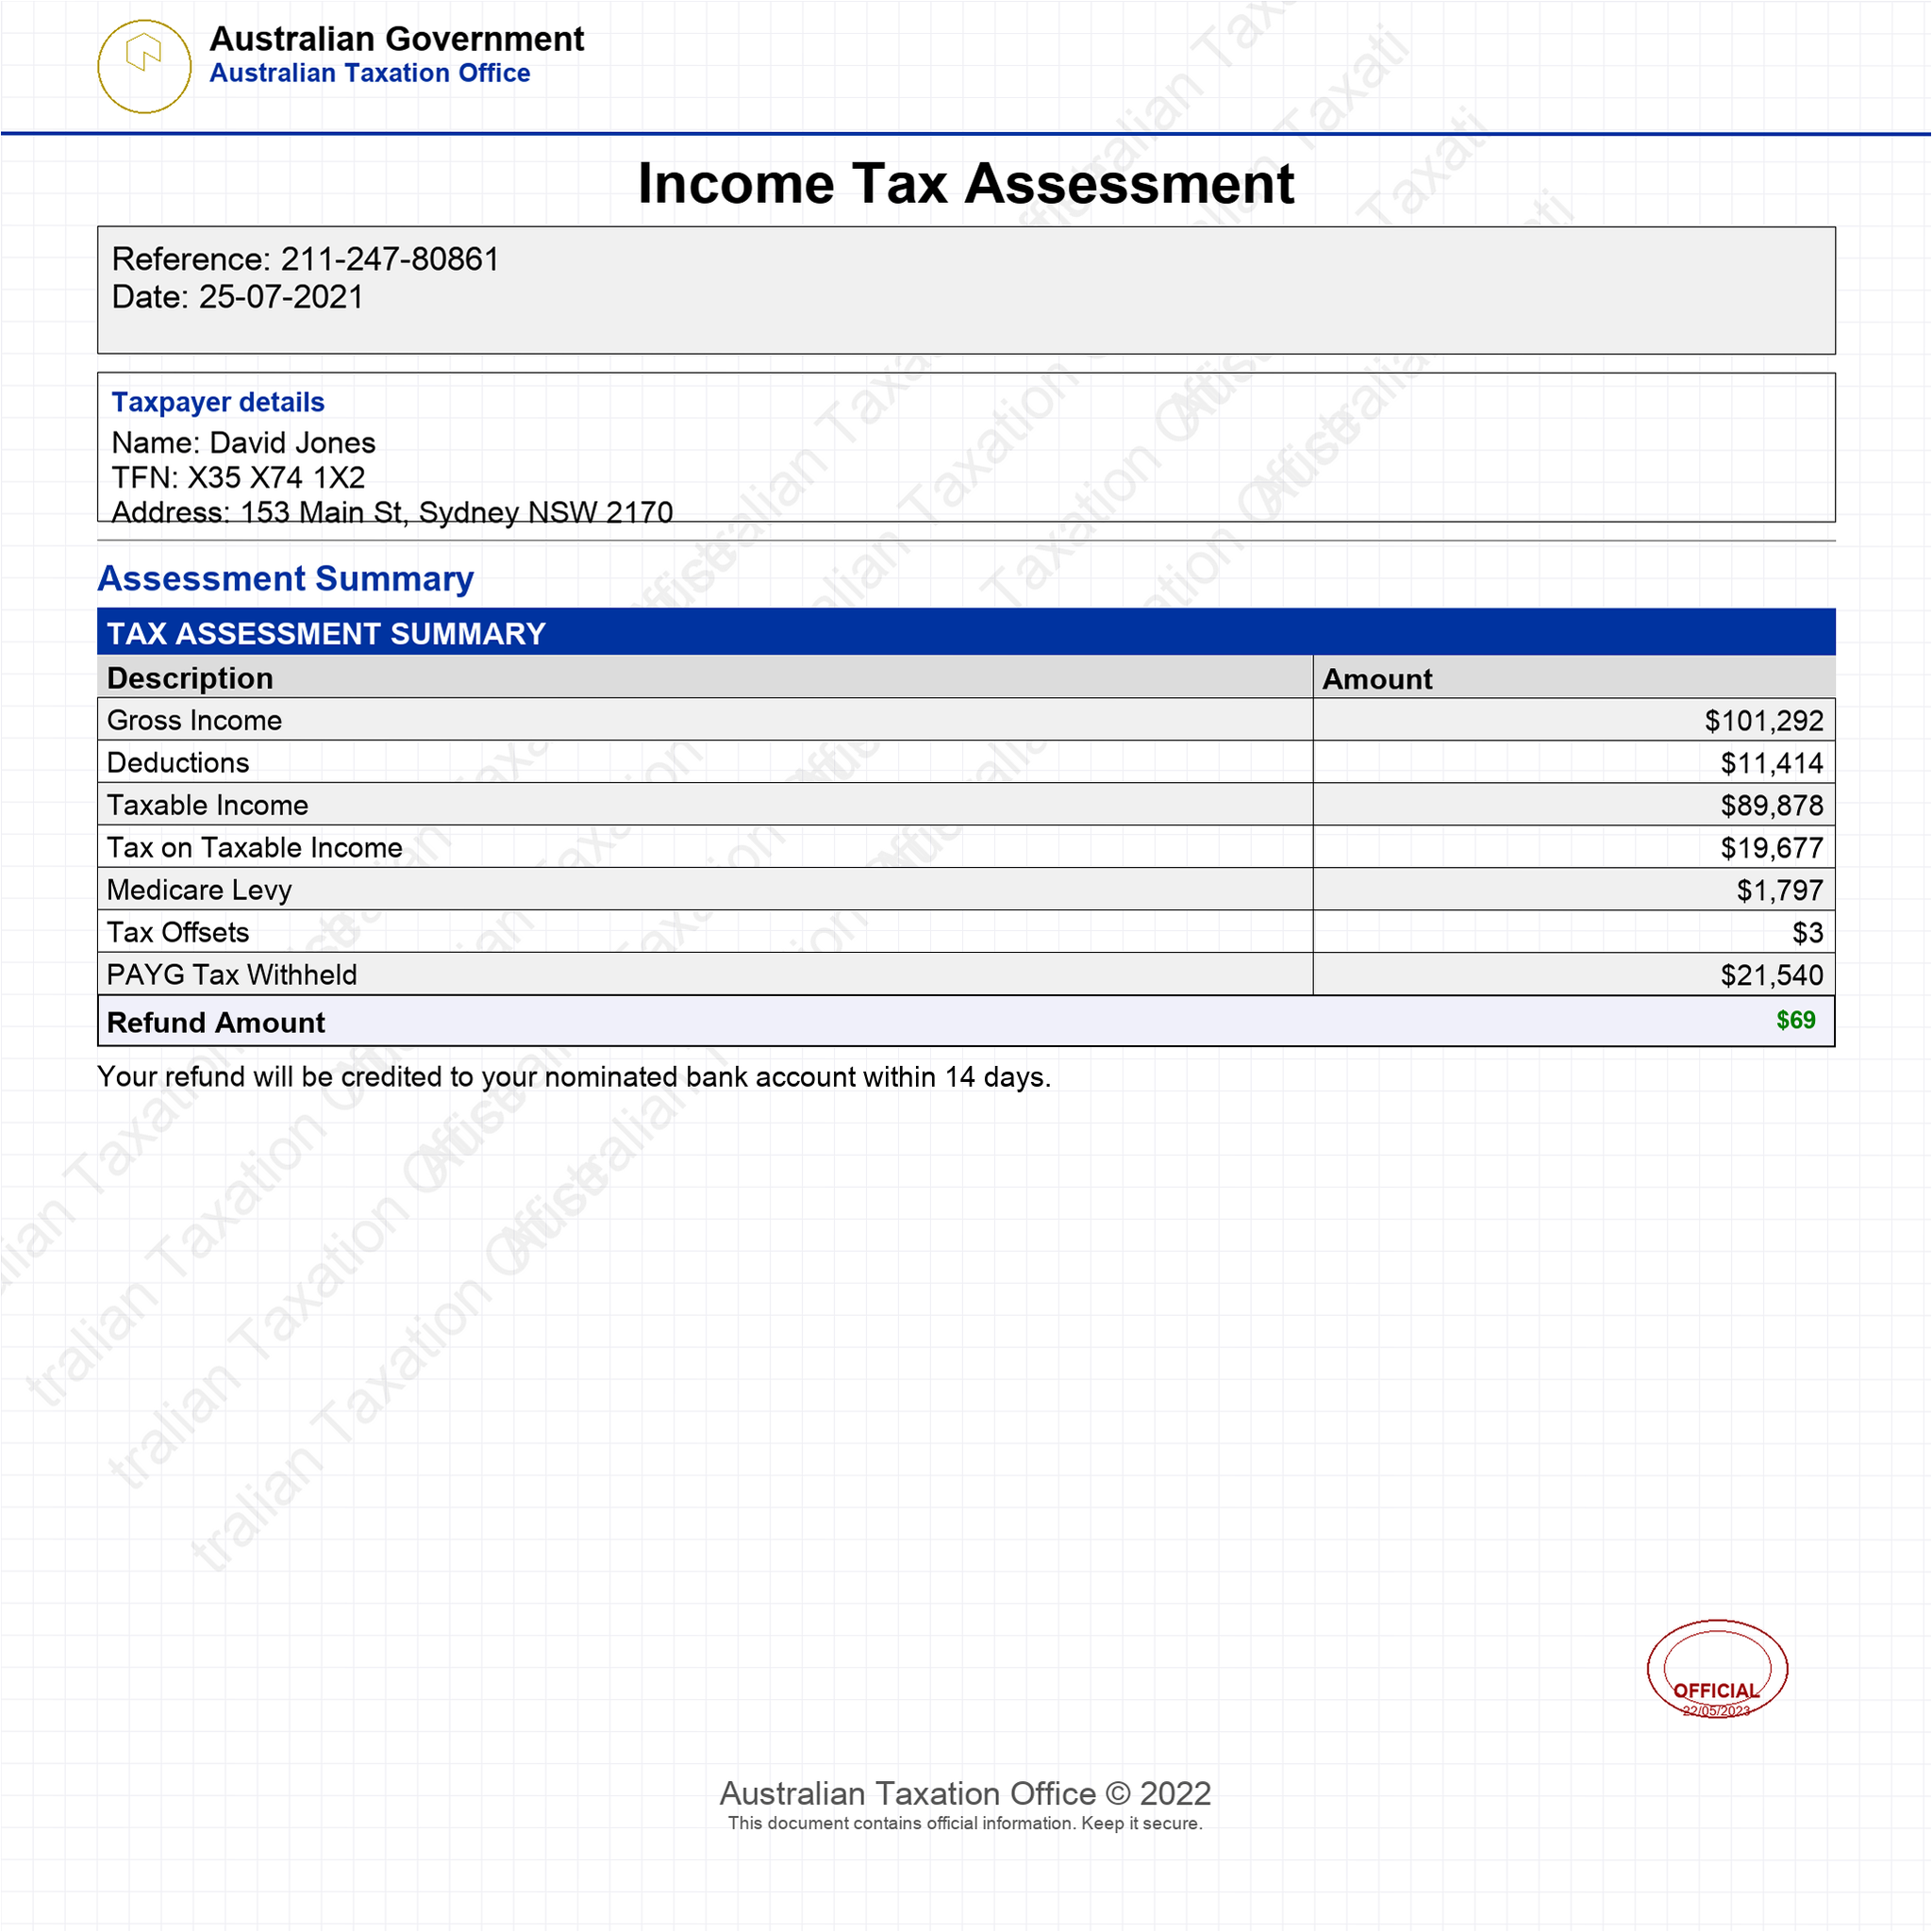 Australian Government
Australian Taxation Office
Income Tax Assessment
Reference: 211-247-80861
Date: 25-07-2021
Taxpayer details
Name: David Jones
TFN: X35 X74 1X2
Address: 153 Main St, Sydney NSW 2170
Assessment Summary
TAX ASSESSMENT SUMMARY
Description Amount
Gross Income $101,292
Deductions $11,414
Taxable Income $89,878
Tax on Taxable Income $19,677
Medicare Levy $1,797
Tax Offsets $3
PAYG Tax Withheld $21,540
Refund Amount $69
Your refund will be credited to your nominated bank account within 14 days.
OFFICIAL
22/05/2023
Australian Taxation Office © 2022
This document contains official information. Keep it secure.